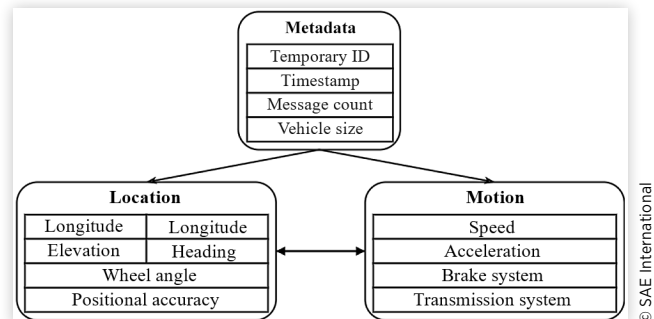 Metadata
Temporary ID
Timestamp
Message count
Vehicle size
Location
Longitude Longitude
Elevation Heading
Wheel angle
Positional accuracy
Motion
Speed
Acceleration
Brake system
Transmission system
© SAE International